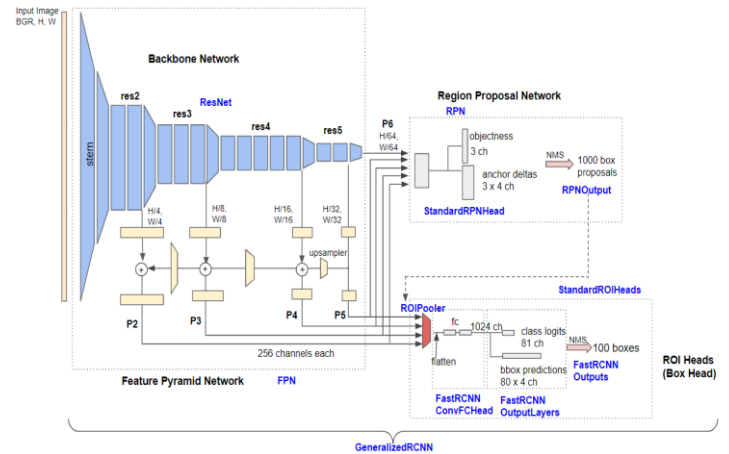 Input Image
BGR, H, W
Backbone Network
ResNet
stem
res2
res3
res4
res5
H/4,
W/4
H/8,
W/8
H/16,
W/16
H/32,
W/32
upsampler
P2
P3
P4
P5
256 channels each
Feature Pyramid Network
FPN
P6
H/64,
W/64
Region Proposal Network
RPN
objectness
3 ch
anchor deltas
3 x 4 ch
StandardRPNHead
NMS
1000 box
proposals
RPNOutput
StandardROIHeads
ROIPooler
flatten
fc
1024 ch
class logits
81 ch
bbox predictions
80 x 4 ch
NMS
100 boxes
FastRCNN
ConvFCHead
FastRCNN
OutputLayers
FastRCNN
Outputs
ROI Heads
(Box Head)
GeneralizedRCNN